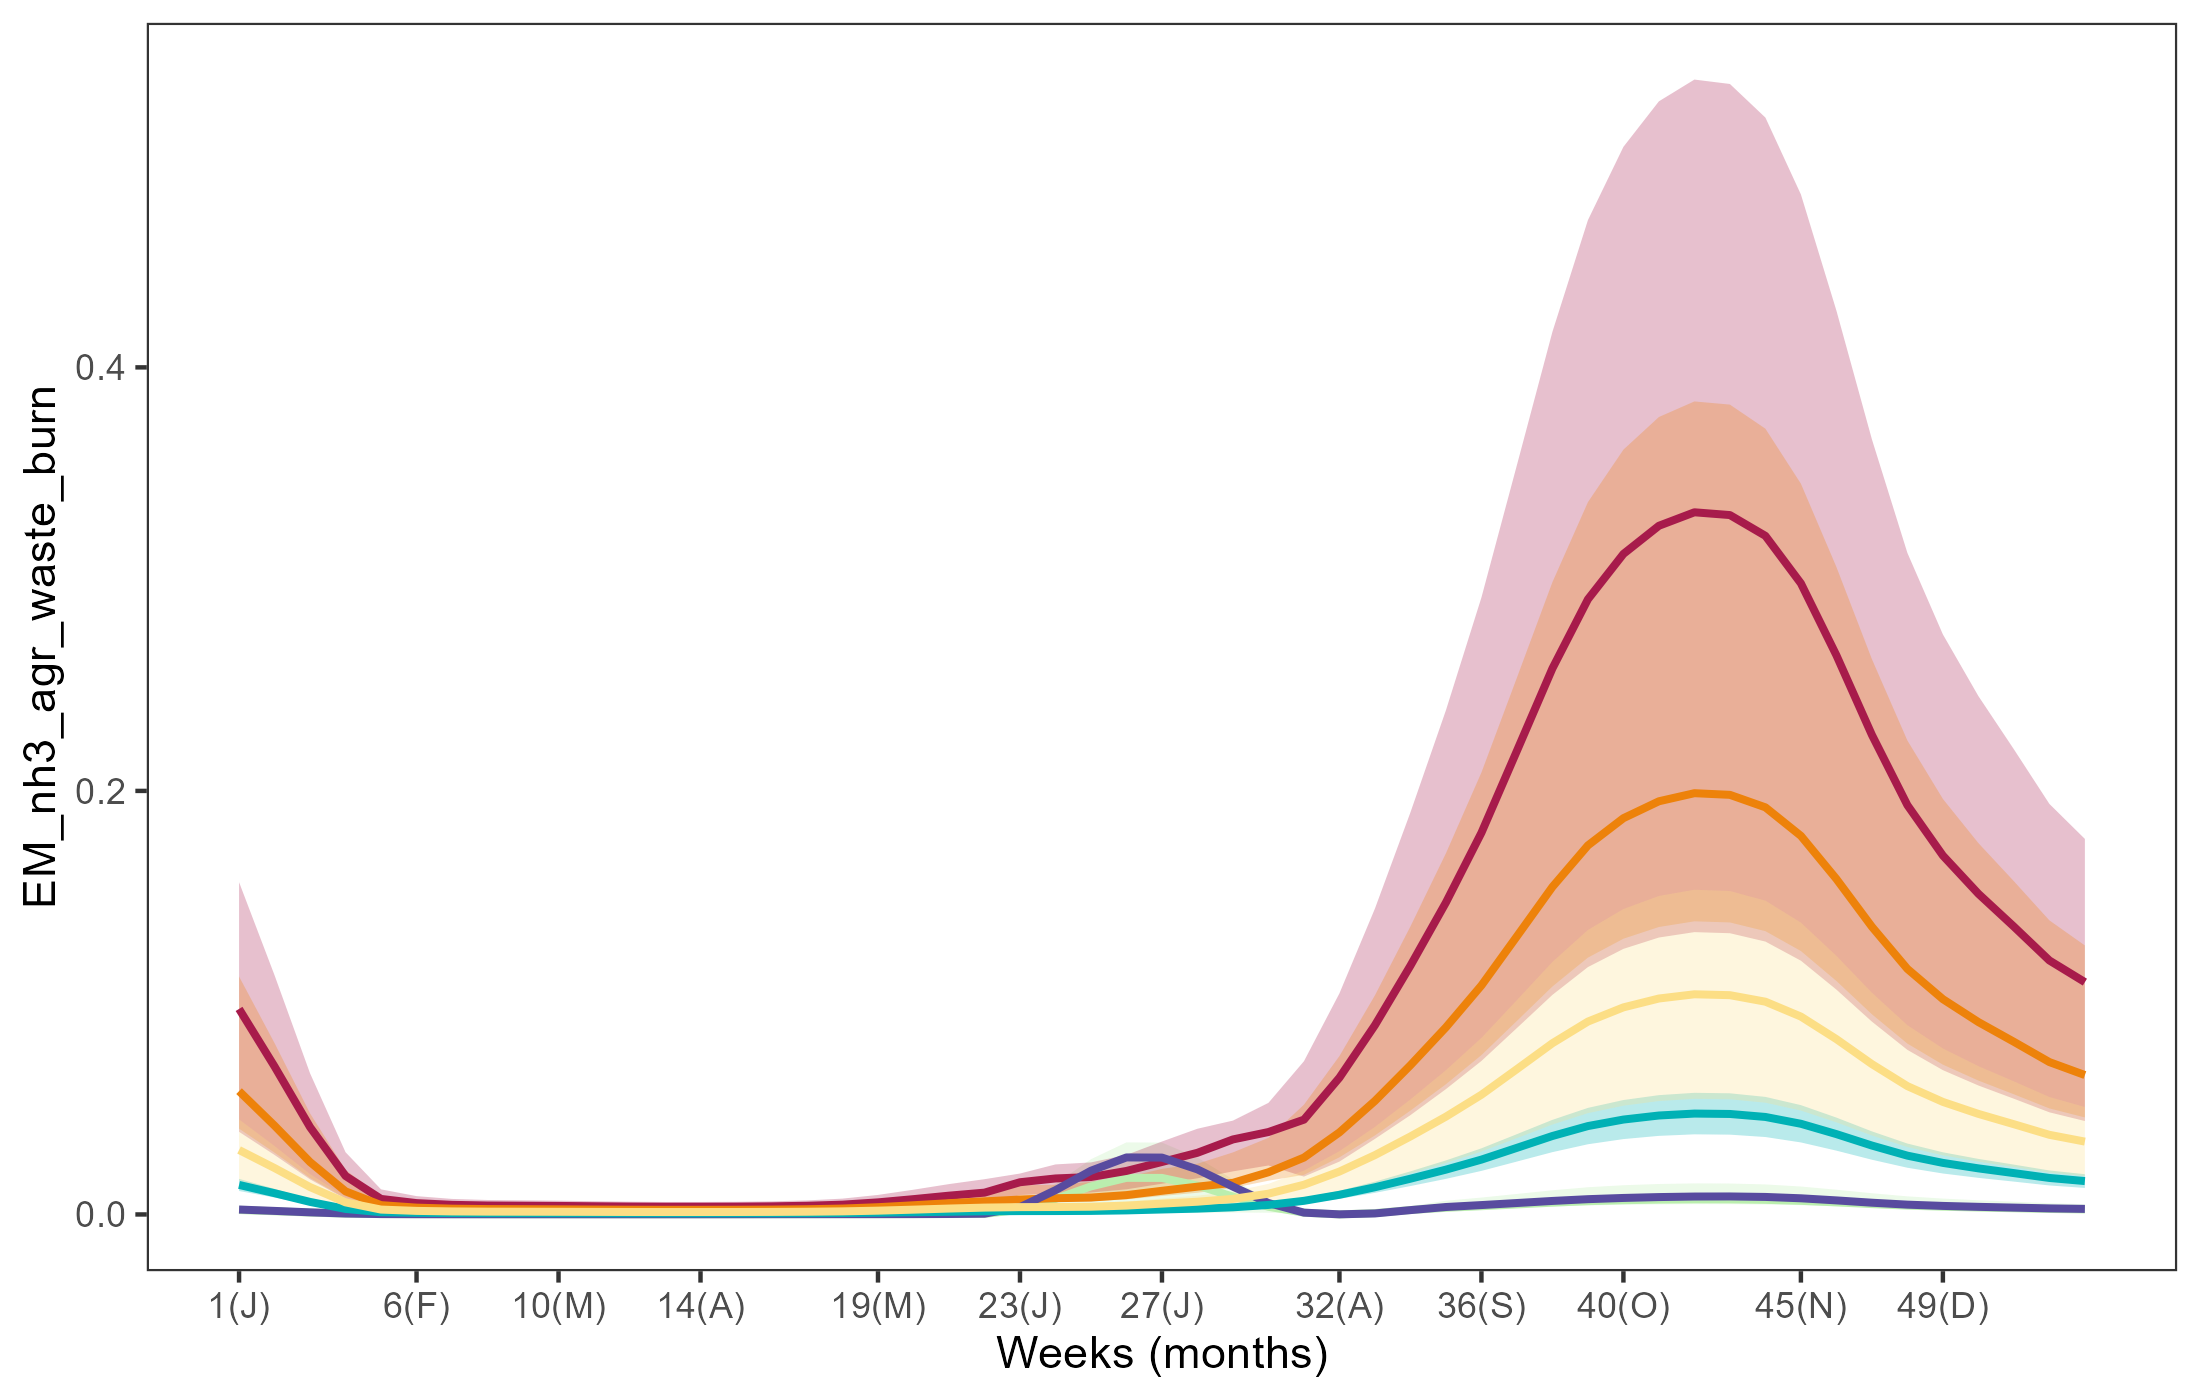 EM_nh3_agr_waste_burn
0.4
0.2
0.0
1(J) 6(F) 10(M) 14(A) 19(M) 23(J) 27(J) 32(A) 36(S) 40(O) 45(N) 49(D)
Weeks (months)